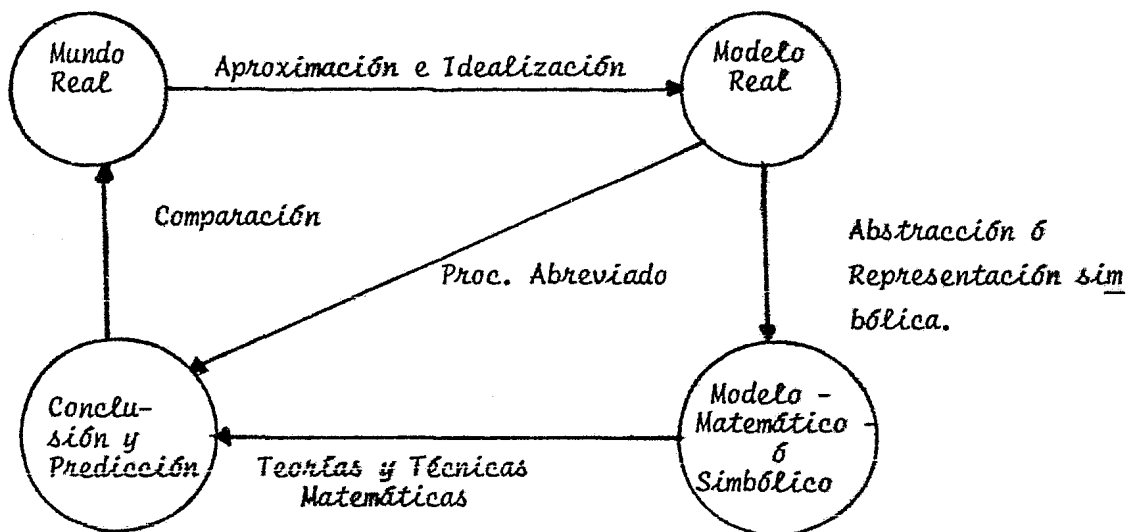 Mundo
Real
Aproximación e Idealización
Modelo
Real
Comparación
Proc. Abreviado
Abstracción ó
Representación sim
bólica.
Conclu-
sión y
Predicción
Teorías y Técnicas
Matemáticas
Modelo -
Matemático -
ó
Simbólico